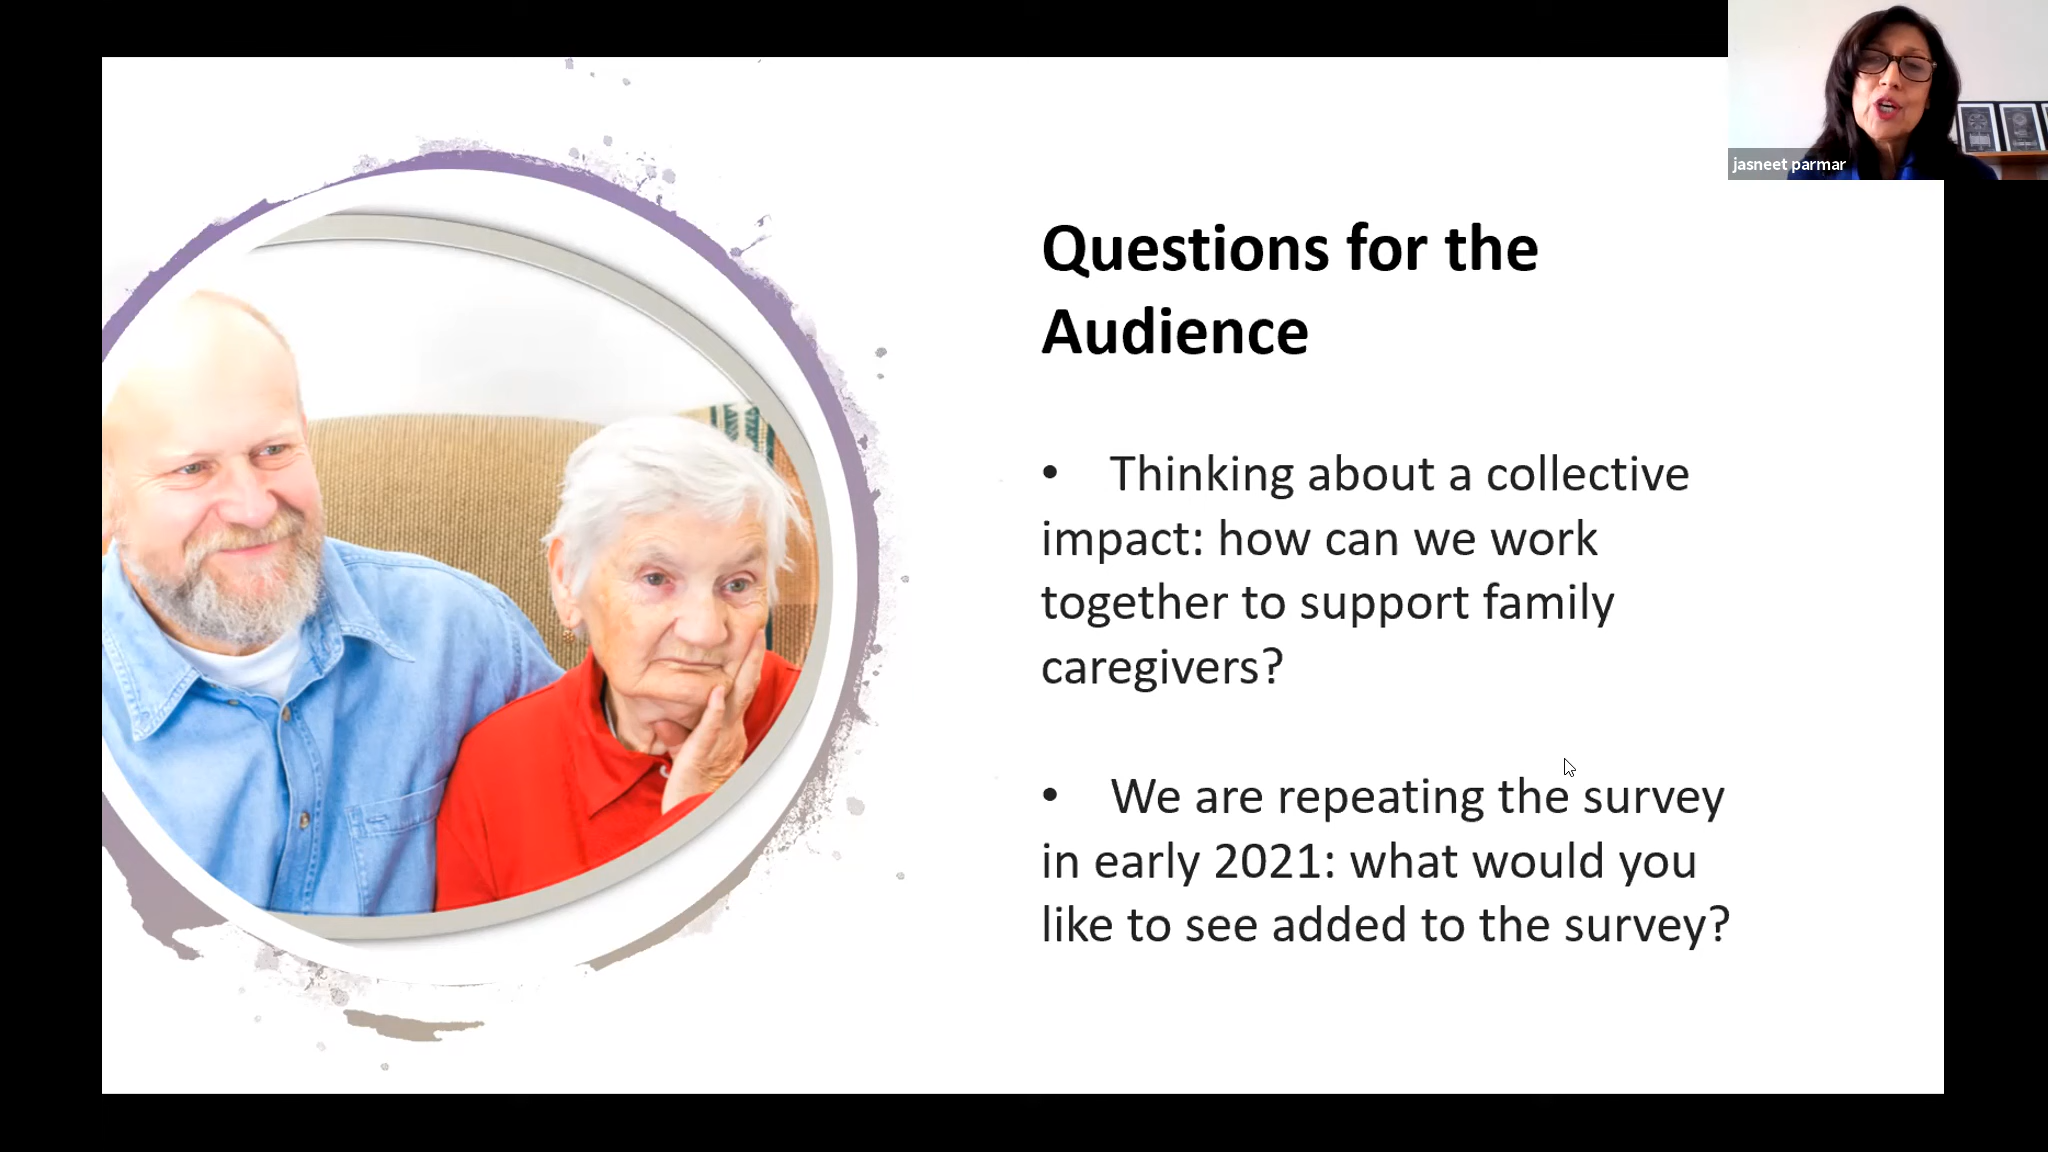 jasneet parmar
Questions for the
Audience
• Thinking about a collective
impact: how can we work
together to support family
caregivers?
• We are repeating the survey
in early 2021: what would you
like to see added to the survey?